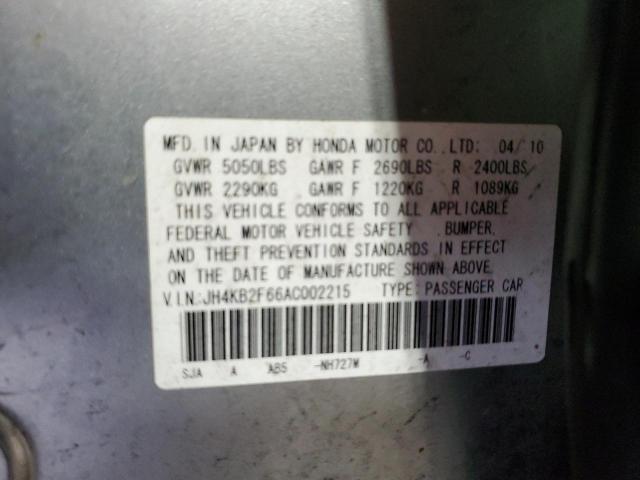 MFD. IN JAPAN BY HONDA MOTOR CO.,LTD: 04/10
GVWR 5050LBS GAWR F 2690LBS R 2400LBS
GVWR 2290KG GAWR F 1220KG R 1089KG
THIS VEHICLE CONFORMS TO ALL APPLICABLE
FEDERAL MOTOR VEHICLE SAFETY , BUMPER,
AND THEFT PREVENTION STANDARDS IN EFFECT
ON THE DATE OF MANUFACTURE SHOWN ABOVE.
V.I.N.:JH4KB2F66AC002215 TYPE: PASSENGER CAR
SJA A AB5 -NH727M -A -C